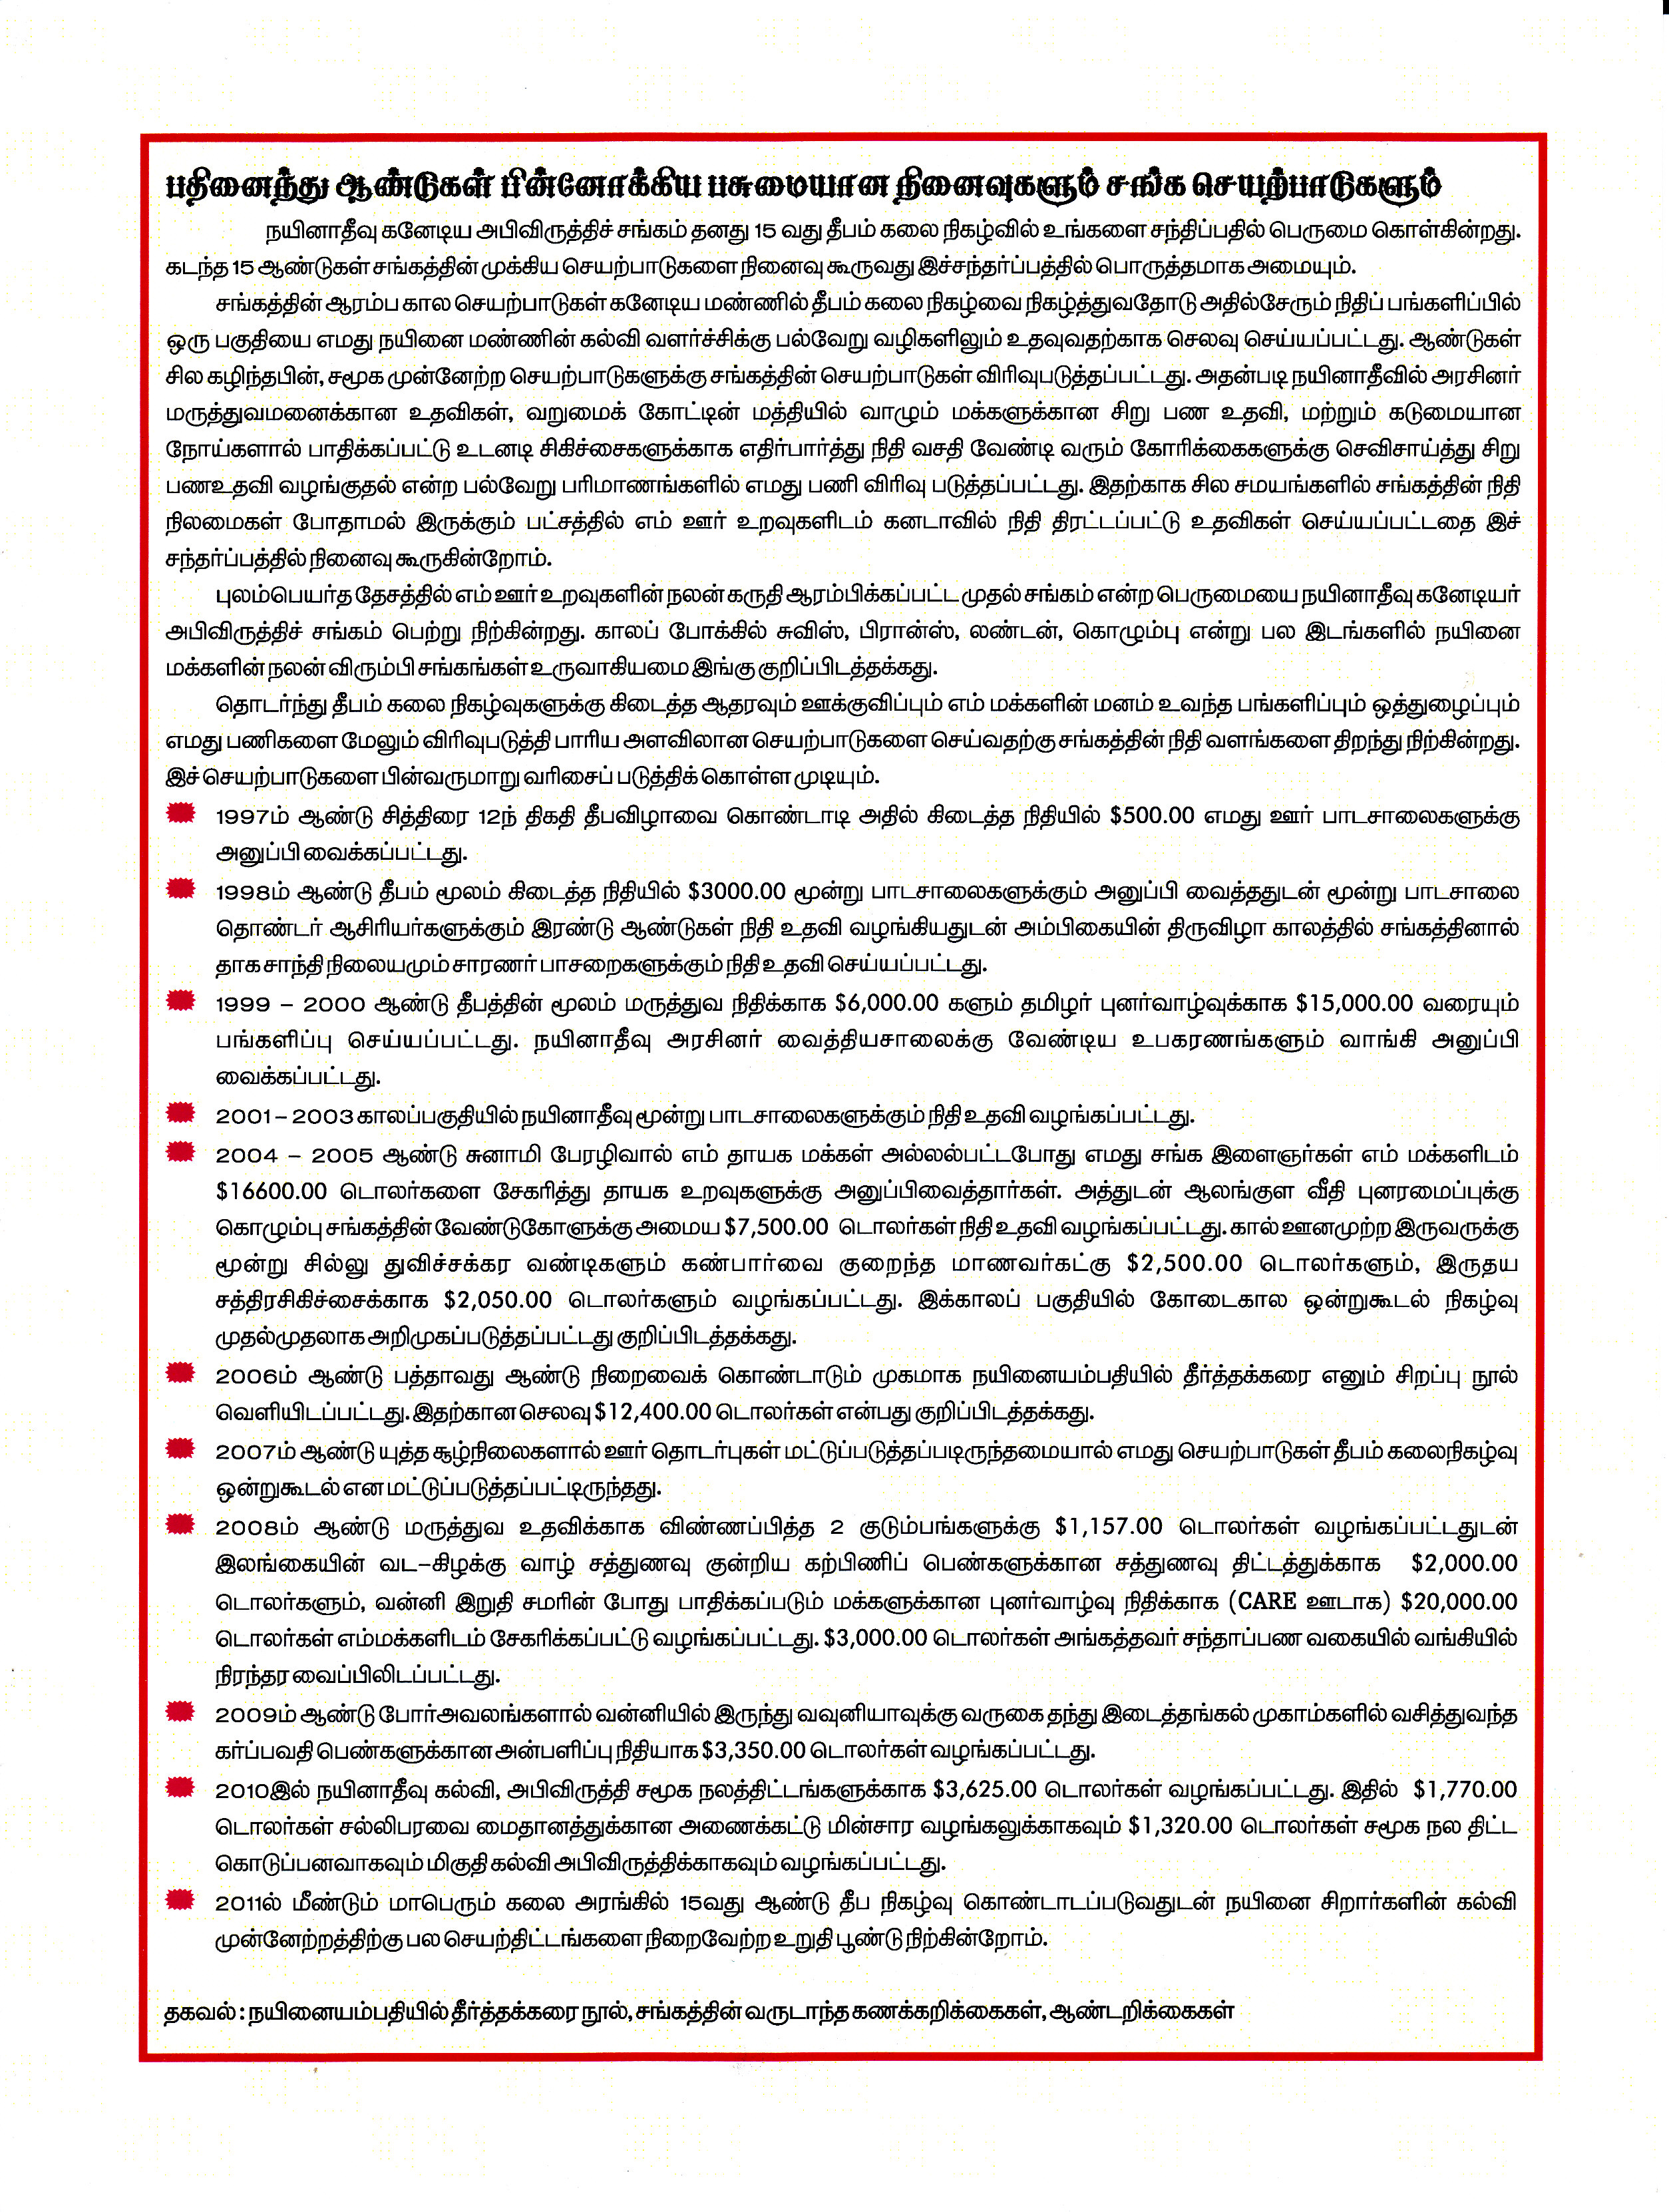 பதினைந்து ஆண்டுகள் பின்னோக்கிய பசுமையான நினைவுகளும் சங்க செயற்பாடுகளும்
நயினாதீவு கனேடிய அபிவிருத்திச் சங்கம் தனது 15 வது தீபம் கலை நிகழ்வில் உங்களை சந்திப்பதில் பெருமை கொள்கின்றது.
கடந்த 15 ஆண்டுகள் சங்கத்தின் முக்கிய செயற்பாடுகளை நினைவு கூருவது இச்சந்தர்ப்பத்தில் பொருத்தமாக அமையும்.
சங்கத்தின் ஆரம்ப கால செயற்பாடுகள் கனேடிய மண்ணில் தீபம் கலை நிகழ்வை நிகழ்த்துவதோடு அதில்சேரும் நிதிப் பங்களிப்பில்
ஒரு பகுதியை எமது நயினை மண்ணின் கல்வி வளர்ச்சிக்கு பல்வேறு வழிகளிலும் உதவுவதற்காக செலவு செய்யப்பட்டது. ஆண்டுகள்
சில கழிந்தபின், சமூக முன்னேற்ற செயற்பாடுகளுக்கு சங்கத்தின் செயற்பாடுகள் விரிவுபடுத்தப்பட்டது. அதன்படி நயினாதீவில் அரசினர்
மருத்துவமனைக்கான உதவிகள், வறுமைக் கோட்டின் மத்தியில் வாழும் மக்களுக்கான சிறு பண உதவி, மற்றும் கடுமையான
நோய்களால் பாதிக்கப்பட்டு உடனடி சிகிச்சைகளுக்காக எதிர்பார்த்து நிதி வசதி வேண்டி வரும் கோரிக்கைகளுக்கு செவிசாய்த்து சிறு
பணஉதவி வழங்குதல் என்ற பல்வேறு பரிமாணங்களில் எமது பணி விரிவு படுத்தப்பட்டது. இதற்காக சில சமயங்களில் சங்கத்தின் நிதி
நிலமைகள் போதாமல் இருக்கும் பட்சத்தில் எம் ஊர் உறவுகளிடம் கனடாவில் நிதி திரட்டப்பட்டு உதவிகள் செய்யப்பட்டதை இச்
சந்தர்ப்பத்தில் நினைவு கூருகின்றோம்.
புலம்பெயர்த தேசத்தில் எம் ஊர் உறவுகளின் நலன் கருதி ஆரம்பிக்கப்பட்ட முதல் சங்கம் என்ற பெருமையை நயினாதீவு கனேடியர்
அபிவிருத்திச் சங்கம் பெற்று நிற்கின்றது. காலப் போக்கில் சுவிஸ், பிரான்ஸ், லண்டன், கொழும்பு என்று பல இடங்களில் நயினை
மக்களின் நலன் விரும்பி சங்கங்கள் உருவாகியமை இங்கு குறிப்பிடத்தக்கது.
தொடர்ந்து தீபம் கலை நிகழ்வுகளுக்கு கிடைத்த ஆதரவும் ஊக்குவிப்பும் எம் மக்களின் மனம் உவந்த பங்களிப்பும் ஒத்துழைப்பும்
எமது பணிகளை மேலும் விரிவுபடுத்தி பாரிய அளவிலான செயற்பாடுகளை செய்வதற்கு சங்கத்தின் நிதி வளங்களை திறந்து நிற்கின்றது.
இச் செயற்பாடுகளை பின்வருமாறு வரிசைப் படுத்திக் கொள்ள முடியும்.
1997ம் ஆண்டு சித்திரை 12ந் திகதி தீபவிழாவை கொண்டாடி அதில் கிடைத்த நிதியில் $500.00 எமது ஊர் பாடசாலைகளுக்கு
அனுப்பி வைக்கப்பட்டது.
1998ம் ஆண்டு தீபம் மூலம் கிடைத்த நிதியில் $3000.00 மூன்று பாடசாலைகளுக்கும் அனுப்பி வைத்ததுடன் மூன்று பாடசாலை
தொண்டர் ஆசிரியர்களுக்கும் இரண்டு ஆண்டுகள் நிதி உதவி வழங்கியதுடன் அம்பிகையின் திருவிழா காலத்தில் சங்கத்தினால்
தாக சாந்தி நிலையமும் சாரணர் பாசறைகளுக்கும் நிதி உதவி செய்யப்பட்டது.
1999 – 2000 ஆண்டு தீபத்தின் மூலம் மருத்துவ நிதிக்காக $6,000.00 களும் தமிழர் புனர்வாழ்வுக்காக $15,000.00 வரையும்
பங்களிப்பு செய்யப்பட்டது. நயினாதீவு அரசினர் வைத்தியசாலைக்கு வேண்டிய உபகரணங்களும் வாங்கி அனுப்பி
வைக்கப்பட்டது.
2001– 2003 காலப்பகுதியில் நயினாதீவு மூன்று பாடசாலைகளுக்கும் நிதி உதவி வழங்கப்பட்டது.
2004 – 2005 ஆண்டு சுனாமி பேரழிவால் எம் தாயக மக்கள் அல்லல்பட்டபோது எமது சங்க இளைஞர்கள் எம் மக்களிடம்
$16600.00 டொலர்களை சேகரித்து தாயக உறவுகளுக்கு அனுப்பிவைத்தார்கள். அத்துடன் ஆலங்குள வீதி புனரமைப்புக்கு
கொழும்பு சங்கத்தின் வேண்டுகோளுக்கு அமைய $7,500.00 டொலர்கள் நிதி உதவி வழங்கப்பட்டது. கால் ஊனமுற்ற இருவருக்கு
மூன்று சில்லு துவிச்சக்கர வண்டிகளும் கண்பார்வை குறைந்த மாணவர்கட்கு $2,500.00 டொலர்களும், இருதய
சத்திரசிகிச்சைக்காக $2,050.00 டொலர்களும் வழங்கப்பட்டது. இக்காலப் பகுதியில் கோடைகால ஒன்றுகூடல் நிகழ்வு
முதல்முதலாக அறிமுகப்படுத்தப்பட்டது குறிப்பிடத்தக்கது.
2006ம் ஆண்டு பத்தாவது ஆண்டு நிறைவைக் கொண்டாடும் முகமாக நயினையம்பதியில் தீர்த்தக்கரை எனும் சிறப்பு நூல்
வெளியிடப்பட்டது. இதற்கான செலவு $12,400.00 டொலர்கள் என்பது குறிப்பிடத்தக்கது.
2007ம் ஆண்டு யுத்த சூழ்நிலைகளால் ஊர் தொடர்புகள் மட்டுப்படுத்தப்படிருந்தமையால் எமது செயற்பாடுகள் தீபம் கலைநிகழ்வு
ஒன்றுகூடல் என மட்டுப்படுத்தப்பட்டிருந்தது.
2008ம் ஆண்டு மருத்துவ உதவிக்காக விண்ணப்பித்த 2 குடும்பங்களுக்கு $1,157.00 டொலர்கள் வழங்கப்பட்டதுடன்
இலங்கையின் வட–கிழக்கு வாழ் சத்துணவு குன்றிய கற்பிணிப் பெண்களுக்கான சத்துணவு திட்டத்துக்காக $2,000.00
டொலர்களும், வன்னி இறுதி சமரின் போது பாதிக்கப்படும் மக்களுக்கான புனர்வாழ்வு நிதிக்காக (CARE ஊடாக) $20,000.00
டொலர்கள் எம்மக்களிடம் சேகரிக்கப்பட்டு வழங்கப்பட்டது. $3,000.00 டொலர்கள் அங்கத்தவர் சந்தாப்பண வகையில் வங்கியில்
நிரந்தர வைப்பிலிடப்பட்டது.
2009ம் ஆண்டு போர்அவலங்களால் வன்னியில் இருந்து வவுனியாவுக்கு வருகை தந்து இடைத்தங்கல் முகாம்களில் வசித்துவந்த
கர்ப்பவதி பெண்களுக்கான அன்பளிப்பு நிதியாக $3,350.00 டொலர்கள் வழங்கப்பட்டது.
2010இல் நயினாதீவு கல்வி, அபிவிருத்தி சமூக நலத்திட்டங்களுக்காக $3,625.00 டொலர்கள் வழங்கப்பட்டது. இதில் $1,770.00
டொலர்கள் சல்லிபரவை மைதானத்துக்கான அணைக்கட்டு மின்சார வழங்கலுக்காகவும் $1,320.00 டொலர்கள் சமூக நல திட்ட
கொடுப்பனவாகவும் மிகுதி கல்வி அபிவிருத்திக்காகவும் வழங்கப்பட்டது.
2011ல் மீண்டும் மாபெரும் கலை அரங்கில் 15வது ஆண்டு தீப நிகழ்வு கொண்டாடப்படுவதுடன் நயினை சிறார்களின் கல்வி
முன்னேற்றத்திற்கு பல செயற்திட்டங்களை நிறைவேற்ற உறுதி பூண்டு நிற்கின்றோம்.
தகவல் : நயினையம்பதியில் தீர்த்தக்கரை நூல், சங்கத்தின் வருடாந்த கணக்கறிக்கைகள், ஆண்டறிக்கைகள்